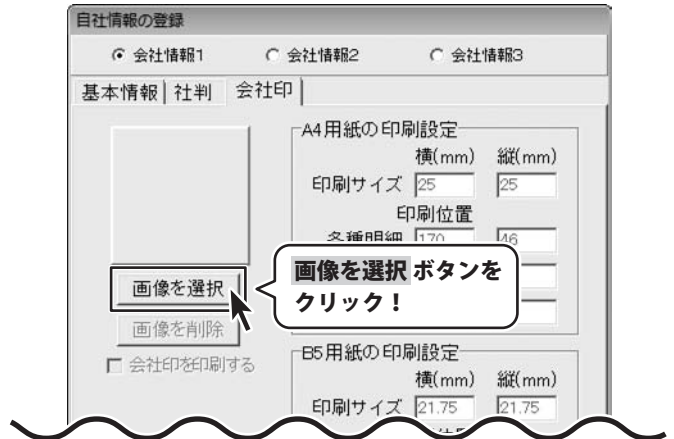 自社情報の登録
会社情報1 会社情報2 会社情報3
基本情報 社判 会社印
A4用紙の印刷設定
横(mm) 縦(mm)
印刷サイズ 25 25
印刷位置
各種明細 170 46
画像を選択 ボタンを
クリック！
画像を選択
画像を削除
会社印を印刷する
B5用紙の印刷設定
横(mm) 縦(mm)
印刷サイズ 21.75 21.75